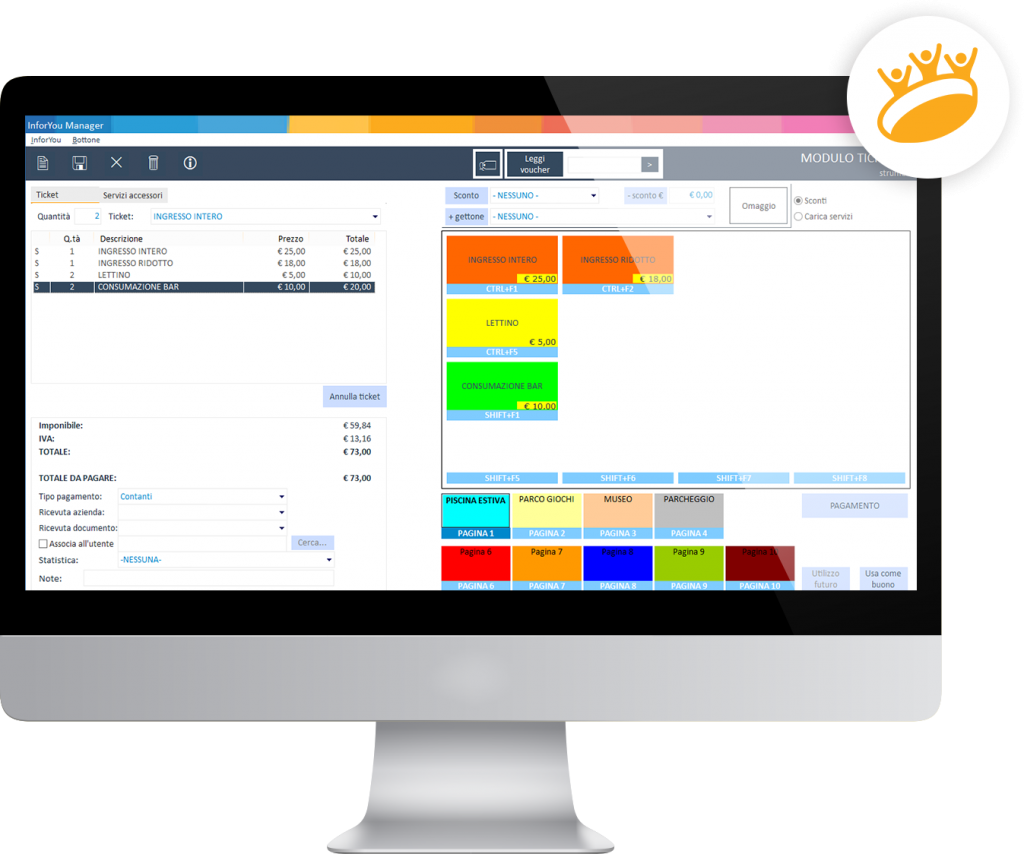 InforYou Manager
InforYou Bottone
Leggi voucher >
MODULO
Ticket Servizi accessori
Quantità 2 Ticket: INGRESSO INTERO
Q.tà Descrizione Prezzo Totale
S 1 INGRESSO INTERO € 25,00 € 25,00
S 1 INGRESSO RIDOTTO € 18,00 € 18,00
S 2 LETTINO € 5,00 € 10,00
S 2 CONSUMAZIONE BAR € 10,00 € 20,00
Annulla ticket
Imponibile: € 59,84
IVA: € 13,16
TOTALE: € 73,00
TOTALE DA PAGARE: € 73,00
Tipo pagamento: Contanti
Ricevuta azienda:
Ricevuta documento:
Associa all'utente Cerca...
Statistica: -NESSUNA-
Note:
Sconto - NESSUNO - - sconto € € 0,00
+ gettone - NESSUNO -
Omaggio
Sconti
Carica servizi
INGRESSO INTERO INGRESSO RIDOTTO
€ 25,00 € 18,00
CTRL+F1 CTRL+F2
LETTINO
€ 5,00
CTRL+F5
CONSUMAZIONE BAR
€ 10,00
SHIFT+F1
SHIFT+F5 SHIFT+F6 SHIFT+F7 SHIFT+F8
PISCINA ESTIVA PARCO GIOCHI MUSEO PARCHEGGIO
PAGINA 1 PAGINA 2 PAGINA 3 PAGINA 4
PAGAMENTO
Pagina 6 Pagina 7 Pagina 8 Pagina 9 Pagina 10
PAGINA 6 PAGINA 7 PAGINA 8 PAGINA 9 PAGINA 10
Utilizzo futuro
Usa come buono